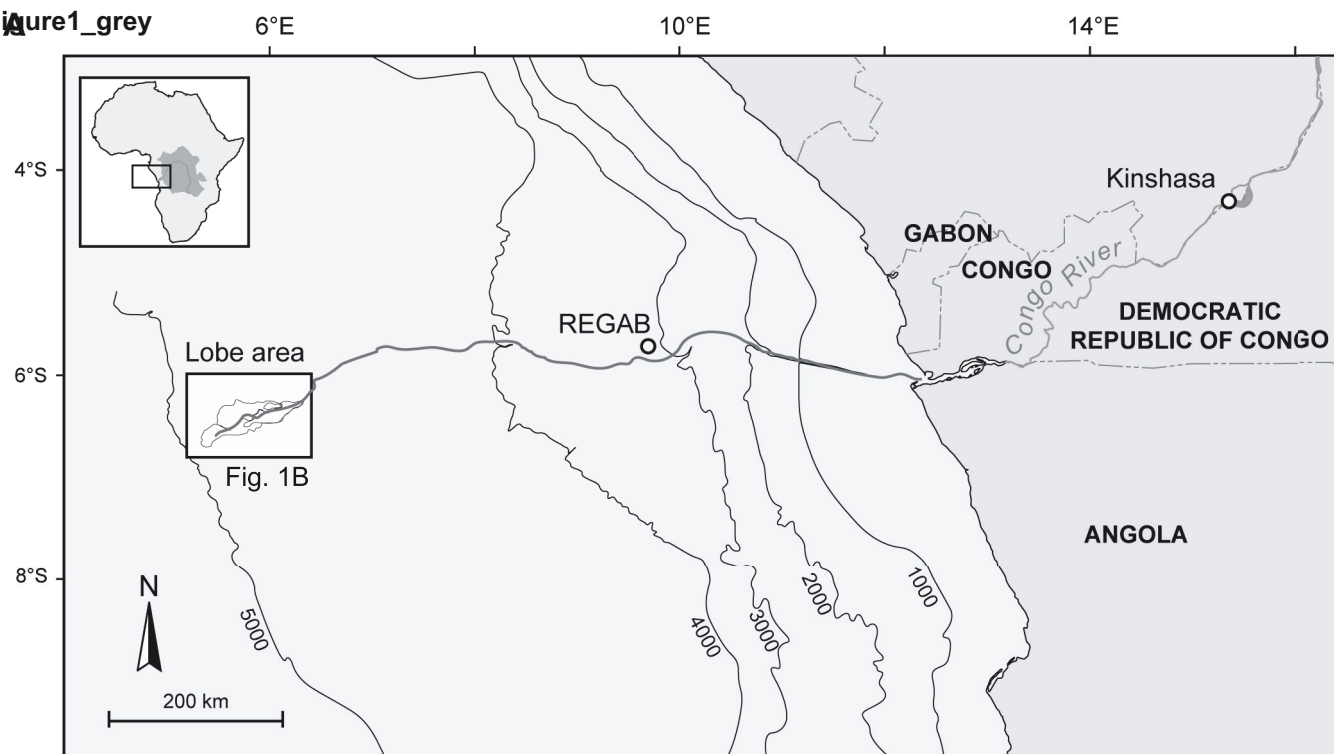 igure1_grey
A
6°E
10°E
14°E
4°S
6°S
8°S
Kinshasa
GABON
CONGO
Congo River
DEMOCRATIC
REPUBLIC OF CONGO
REGAB
Lobe area
Fig. 1B
ANGOLA
N
200 km
5000
4000
3000
2000
1000